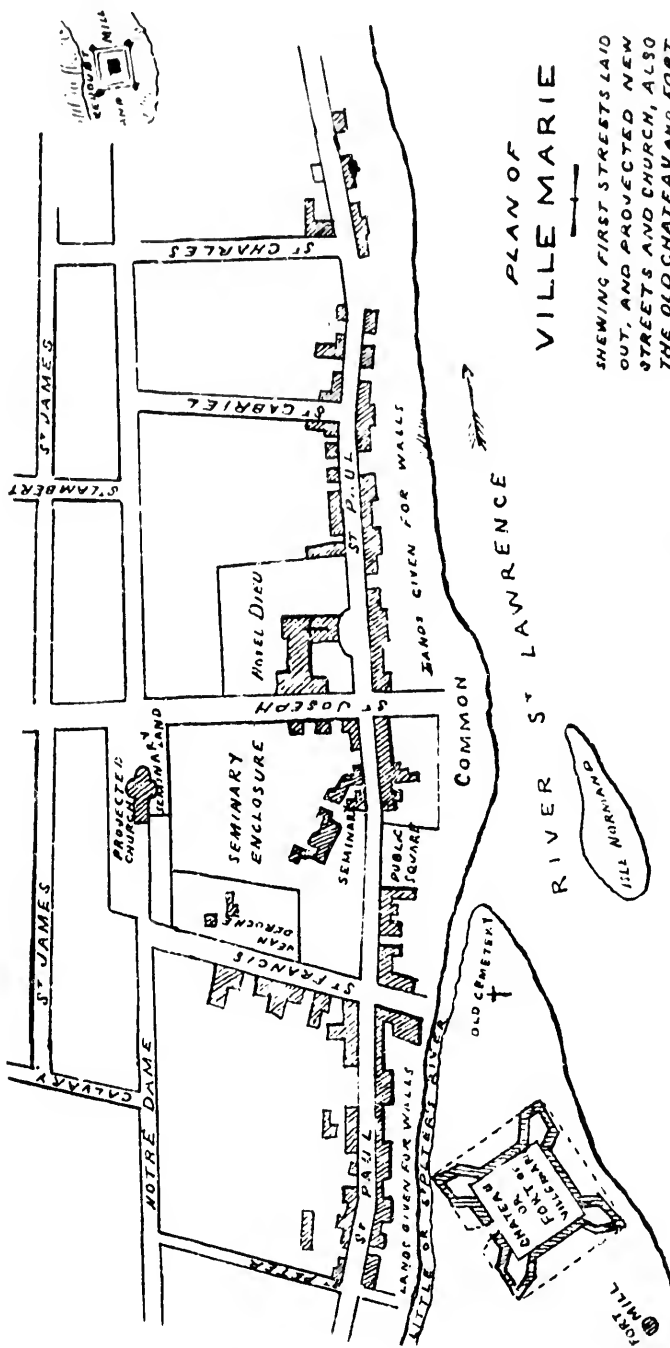 PLAN OF
VILLE MARIE
SHEWING FIRST STREETS LAID
OUT, AND PROJECTED NEW
STREETS AND CHURCH, ALSO
THE OLD CHATEAU AND FORT
REDOUBT
AND
MILL
ST JAMES
ST JAMES
ST LAMBERT
CALVARY
NOTRE DAME
ST CHARLES
ST GABRIEL
ST JOSEPH
ST FRANCIS
ST PETER
PROJECTED
CHURCH
SEMINARY
LAND
HOTEL DIEU
SEMINARY
ENCLOSURE
SEMINARY
JEAN
DERUCHE
ST PAUL
ST PAUL
PUBLIC
SQUARE
LANDS GIVEN FOR WALLS
LANDS GIVEN FOR WALLS
COMMON
LITTLE OR ST PETER'S RIVER
RIVER ST LAWRENCE
ISLE NORMAND
OLD CEMETERY
CHATEAU
OR
FORT OF
VILLEMARIE
FORT
MILL